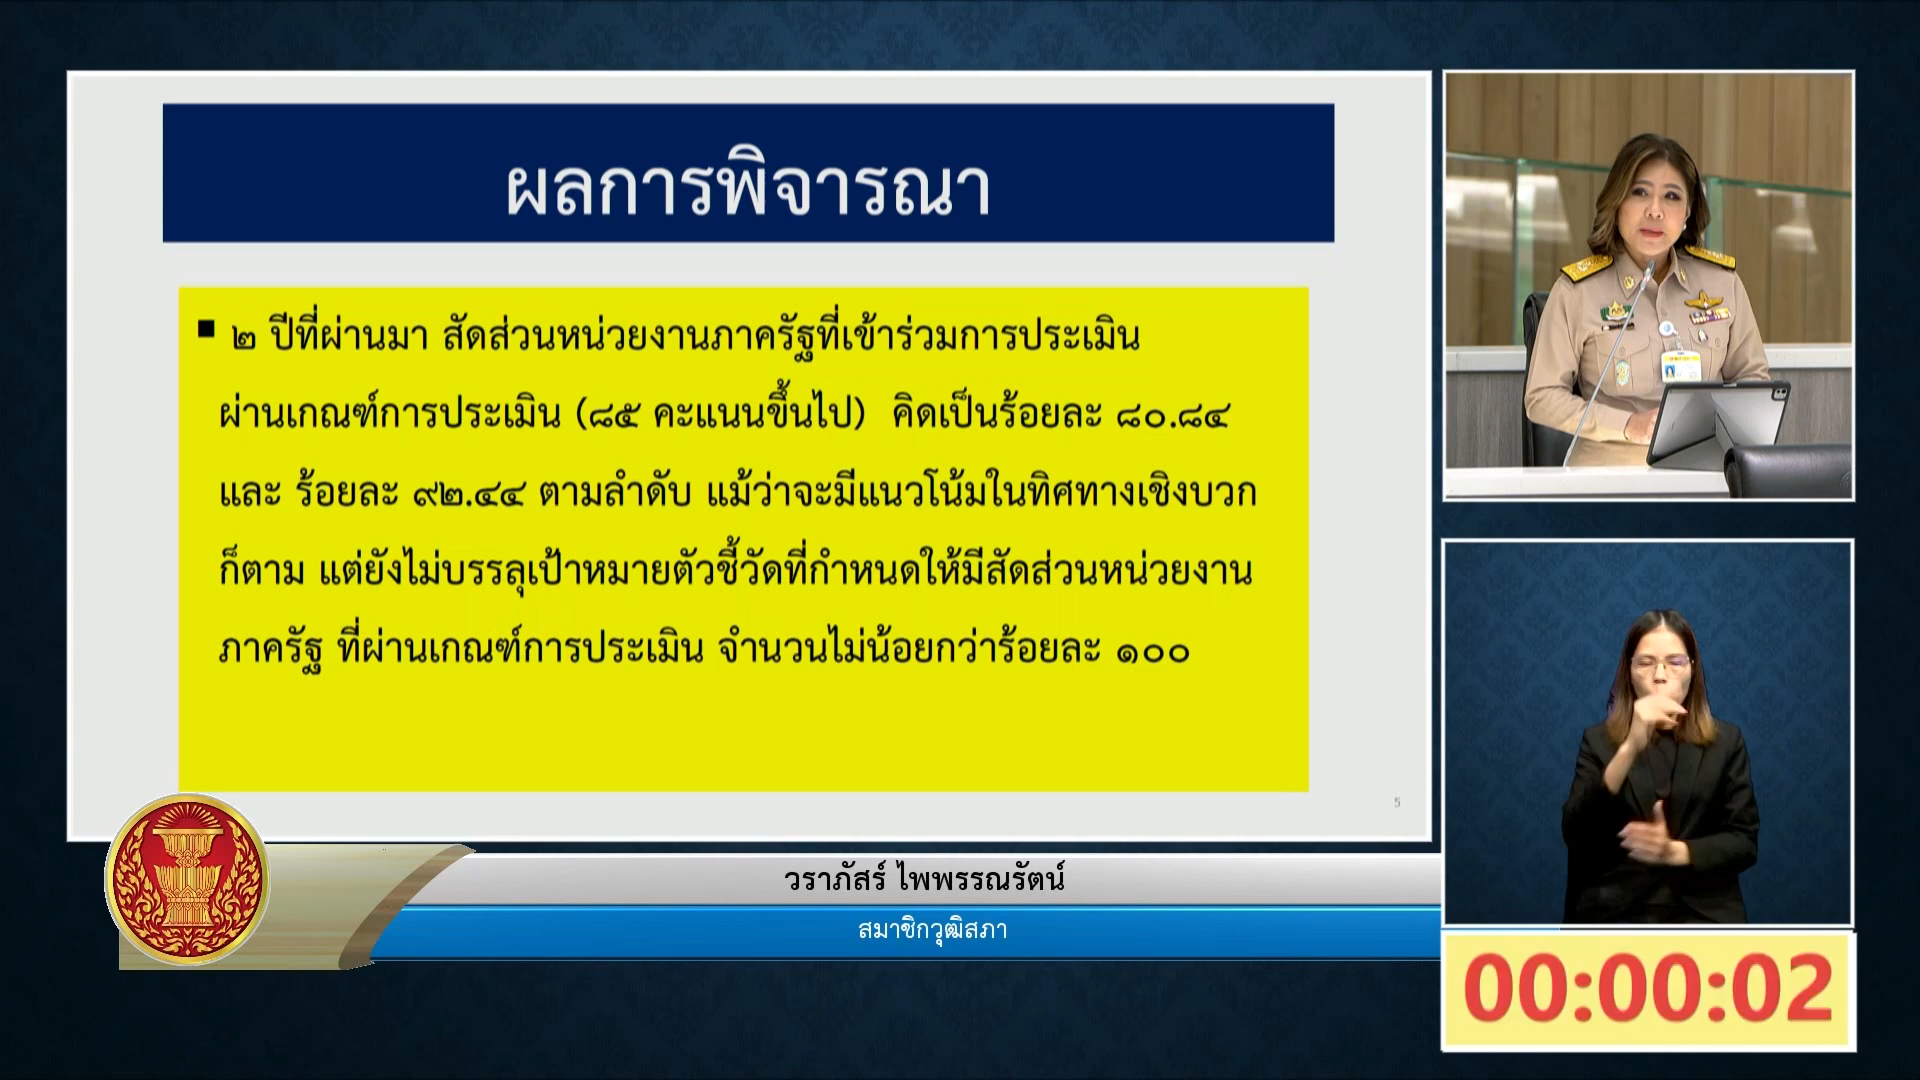 ผลการพิจารณา
▪ ๒ ปีที่ผ่านมา สัดส่วนหน่วยงานภาครัฐที่เข้าร่วมการประเมิน
ผ่านเกณฑ์การประเมิน (๘๕ คะแนนขึ้นไป) คิดเป็นร้อยละ ๘๐.๘๔
และ ร้อยละ ๙๒.๔๔ ตามลำดับ แม้ว่าจะมีแนวโน้มในทิศทางเชิงบวก
ก็ตาม แต่ยังไม่บรรลุเป้าหมายตัวชี้วัดที่กำหนดให้มีสัดส่วนหน่วยงาน
ภาครัฐ ที่ผ่านเกณฑ์การประเมิน จำนวนไม่น้อยกว่าร้อยละ ๑๐๐
5
วราภัสร์ ไพพรรณรัตน์
สมาชิกวุฒิสภา
00:00:02